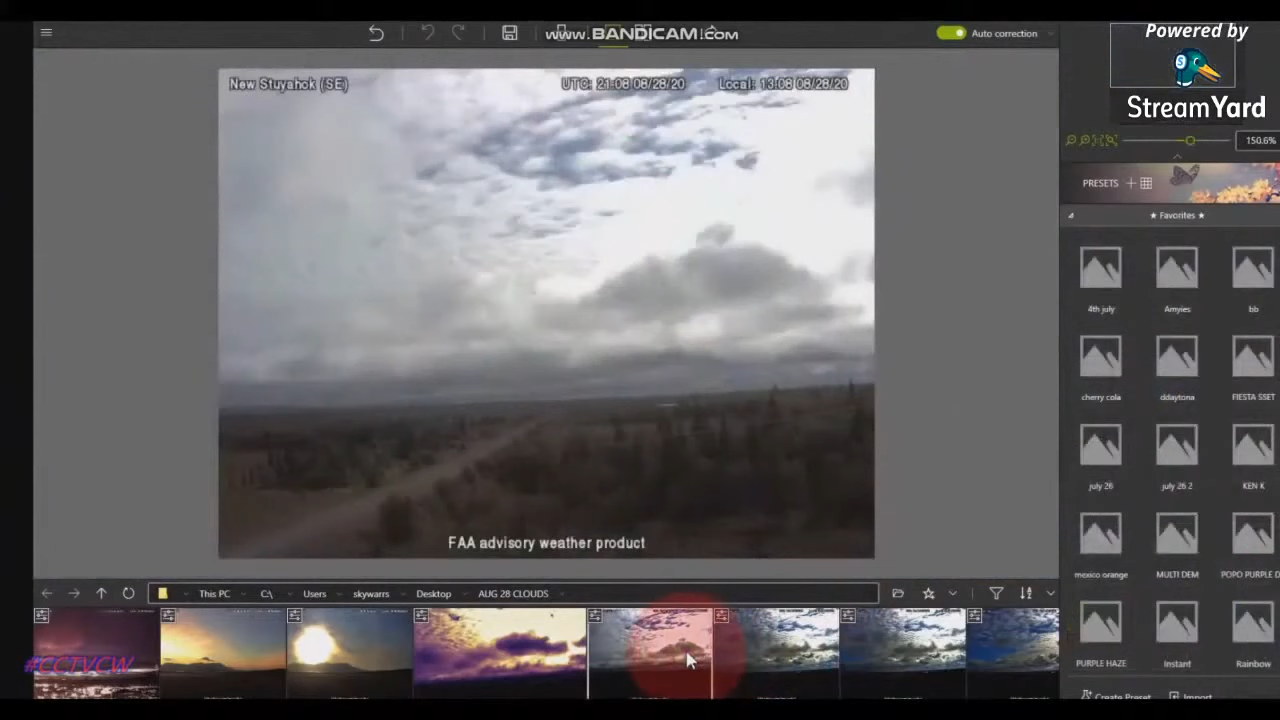 www.BANDICAM.com
Auto correction
Powered by
StreamYard
New Stuyahok (SE)
UTC: 21:08 08/28/20
Local: 13:08 08/28/20
150.6%
PRESETS
★ Favorites ★
4th july
Amyies
bb
cherry cola
ddaytona
FIESTA SSET
july 26
july 26 2
KEN K
mexico orange
MULTI DEM
POPO PURPLE D
FAA advisory weather product
This PC
C:\
Users
skywarrs
Desktop
AUG 28 CLOUDS
PURPLE HAZE
Instant
Rainbow
#CCTVCW
Create Preset
Import